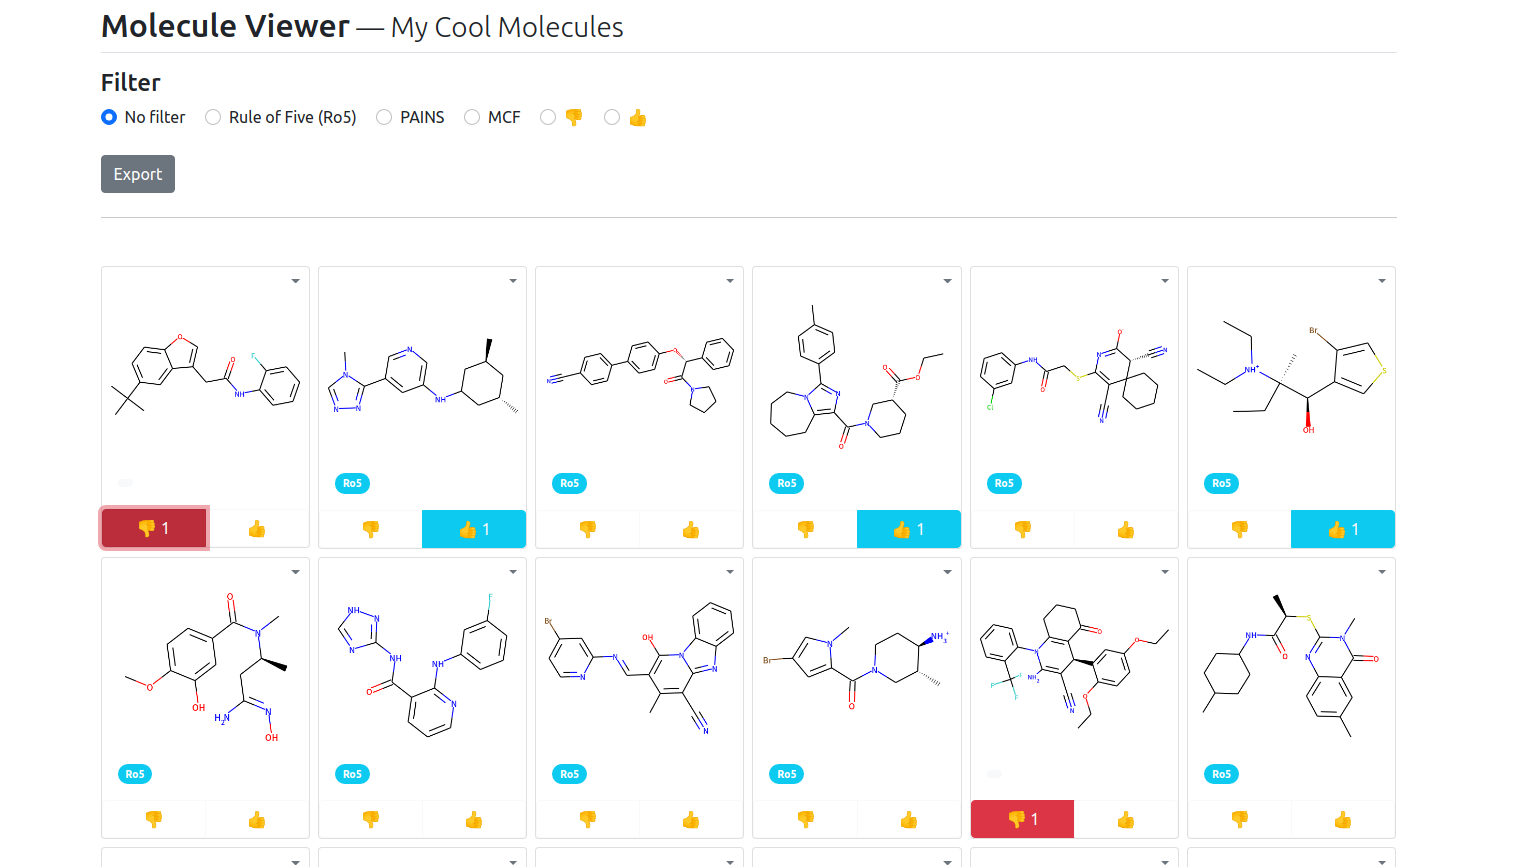 Molecule Viewer — My Cool Molecules
Filter
No filter Rule of Five (Ro5) PAINS MCF 👎 👍
Export
O F O NH
N N N N N NH
N O O N
N N O N O O
NH O Cl S N O⁻ N N
NH⁺ Br S OH
Ro5 Ro5 Ro5 Ro5 Ro5
👎 1 👍 👎 👍 1 👎 👍 👎 👍 1 👎 👍 👎 👍 1
O N O OH H₂N N OH
NH N N NH O NH F N
Br N N OH N N N
Br N O N NH₃⁺
N O O O NH₂ N F F F
NH O S N N O
Ro5 Ro5 Ro5 Ro5 Ro5
👎 👍 👎 👍 👎 👍 👎 👍 👎 1 👍 👎 👍